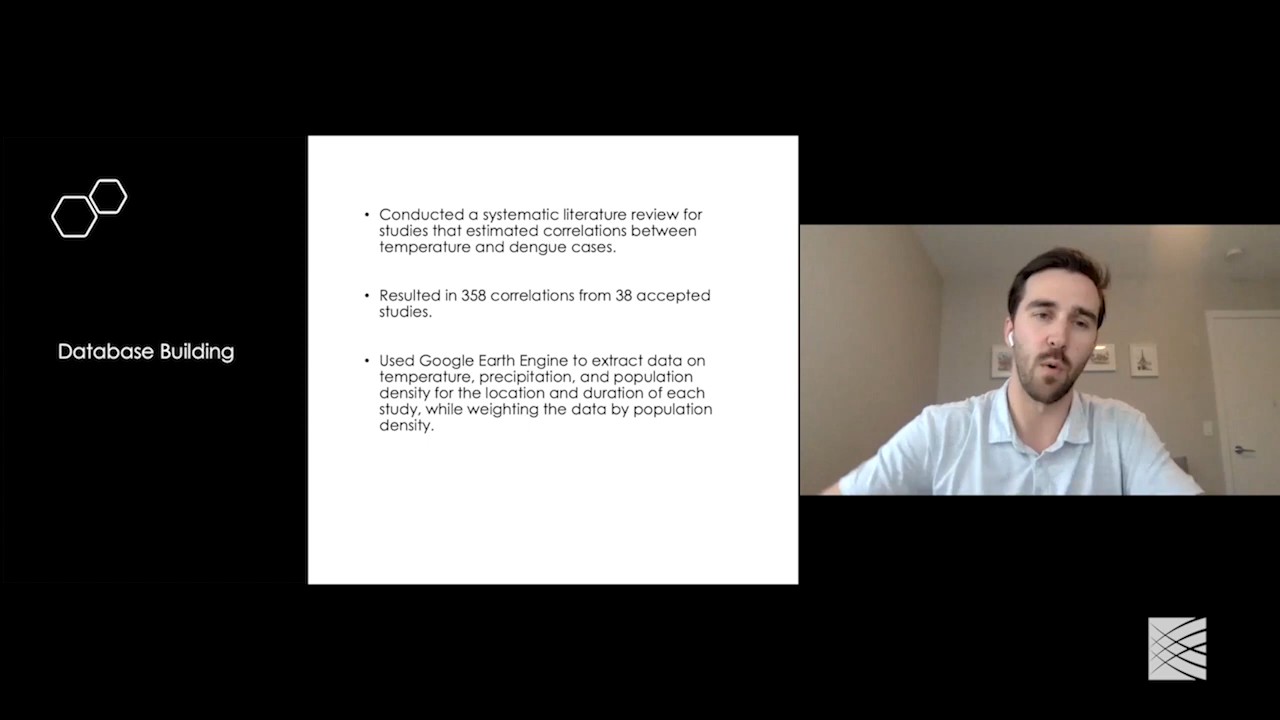 Database Building
• Conducted a systematic literature review for
studies that estimated correlations between
temperature and dengue cases.
• Resulted in 358 correlations from 38 accepted
studies.
• Used Google Earth Engine to extract data on
temperature, precipitation, and population
density for the location and duration of each
study, while weighting the data by population
density.